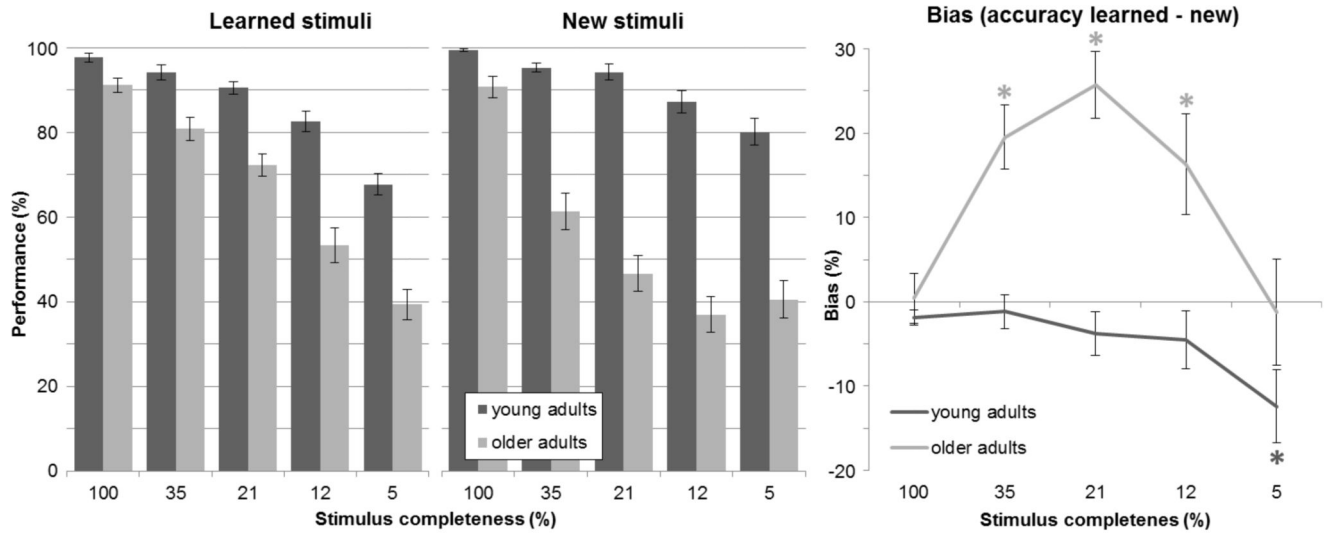 Learned stimuli
New stimuli
Bias (accuracy learned - new)
Performance (%)
100
80
60
40
20
0
100 35 21 12 5
100 35 21 12 5
Stimulus completeness (%)
young adults
older adults
Bias (%)
30
20
10
0
-10
-20
* * *
*
young adults
older adults
100 35 21 12 5
Stimulus completenes (%)